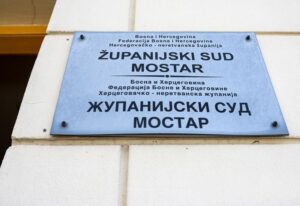 Bosna i Hercegovina
Federacija Bosne i Hercegovine
Hercegovačko - neretvanska županija
ŽUPANIJSKI SUD
MOSTAR
Босна и Херцеговина
Федерација Босне и Херцеговине
Херцеговачко - неретванска жупанија
ЖУПАНИЈСКИ СУД
МОСТАР